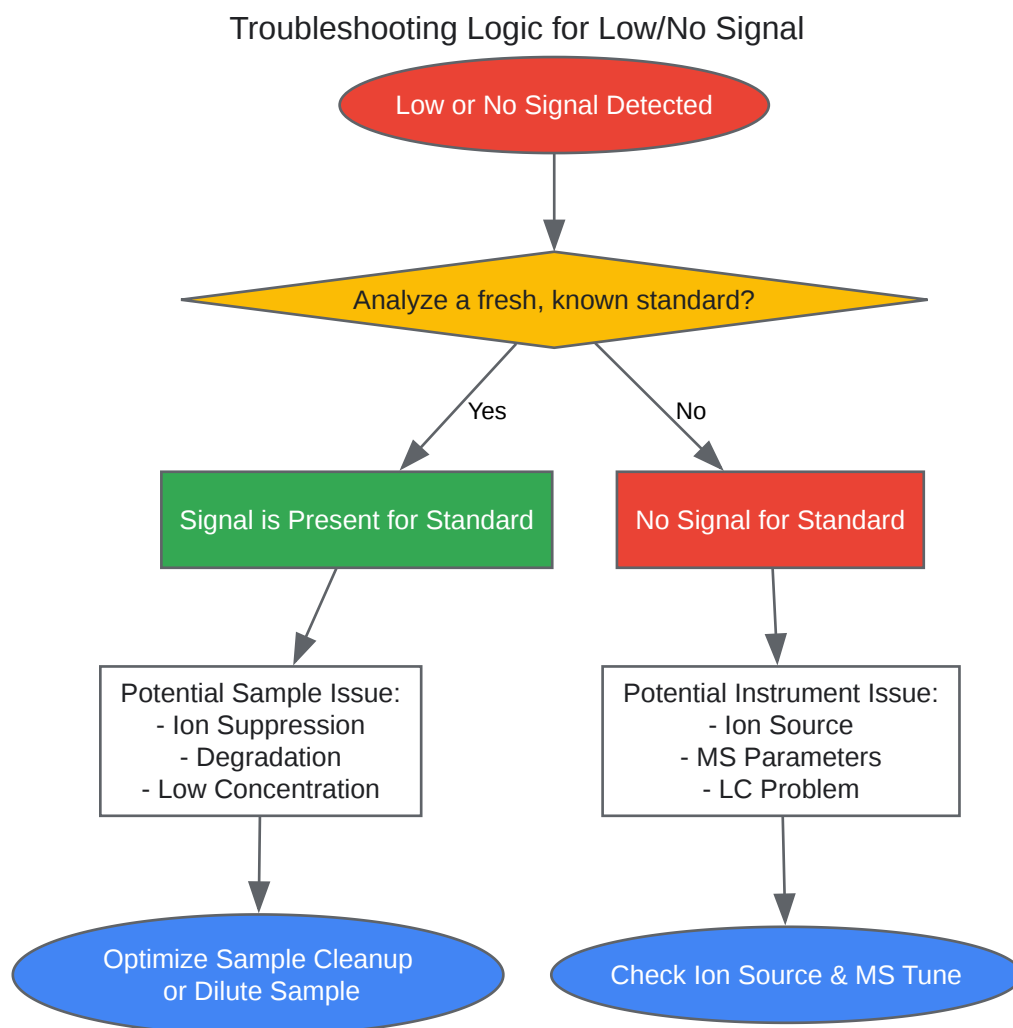 Troubleshooting Logic for Low/No Signal
Low or No Signal Detected
Analyze a fresh, known standard?
Yes
No
Signal is Present for Standard
No Signal for Standard
Potential Sample Issue:
- Ion Suppression
- Degradation
- Low Concentration
Potential Instrument Issue:
- Ion Source
- MS Parameters
- LC Problem
Optimize Sample Cleanup
or Dilute Sample
Check Ion Source & MS Tune